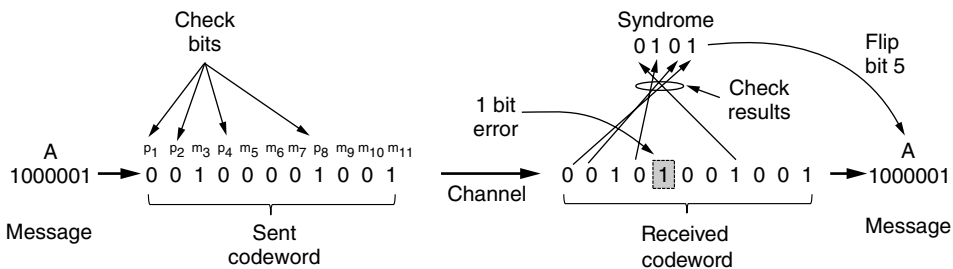 Check
bits
Syndrome
0 1 0 1
Flip
bit 5
Check
results
1 bit
error
A
p1 p2 m3 p4 m5 m6 m7 p8 m9 m10 m11
A
1000001
0 0 1 0 0 0 0 1 0 0 1
Channel
0 0 1 0 1 0 0 1 0 0 1
1000001
Message
Sent
codeword
Received
codeword
Message